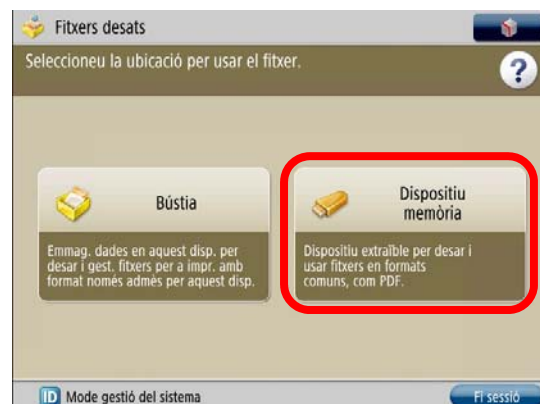 Fitxers desats
Seleccioneu la ubicació per usar el fitxer.
?
Bústia
Emmag. dades en aquest disp. per
desar i gest. fitxers per a impr. amb
format només admès per aquest disp.
Dispositiu
memòria
Dispositiu extraïble per desar i
usar fitxers en formats
comuns, com PDF.
ID Mode gestió del sistema
Fi sessió